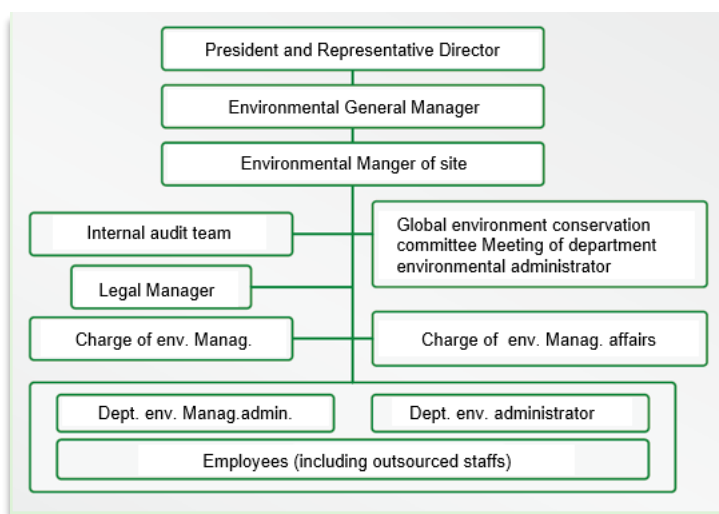 President and Representative Director
Environmental General Manager
Environmental Manger of site
Internal audit team
Global environment conservation
committee Meeting of department
environmental administrator
Legal Manager
Charge of env. Manag.
Charge of env. Manag. affairs
Dept. env. Manag.admin.
Dept. env. administrator
Employees (including outsourced staffs)